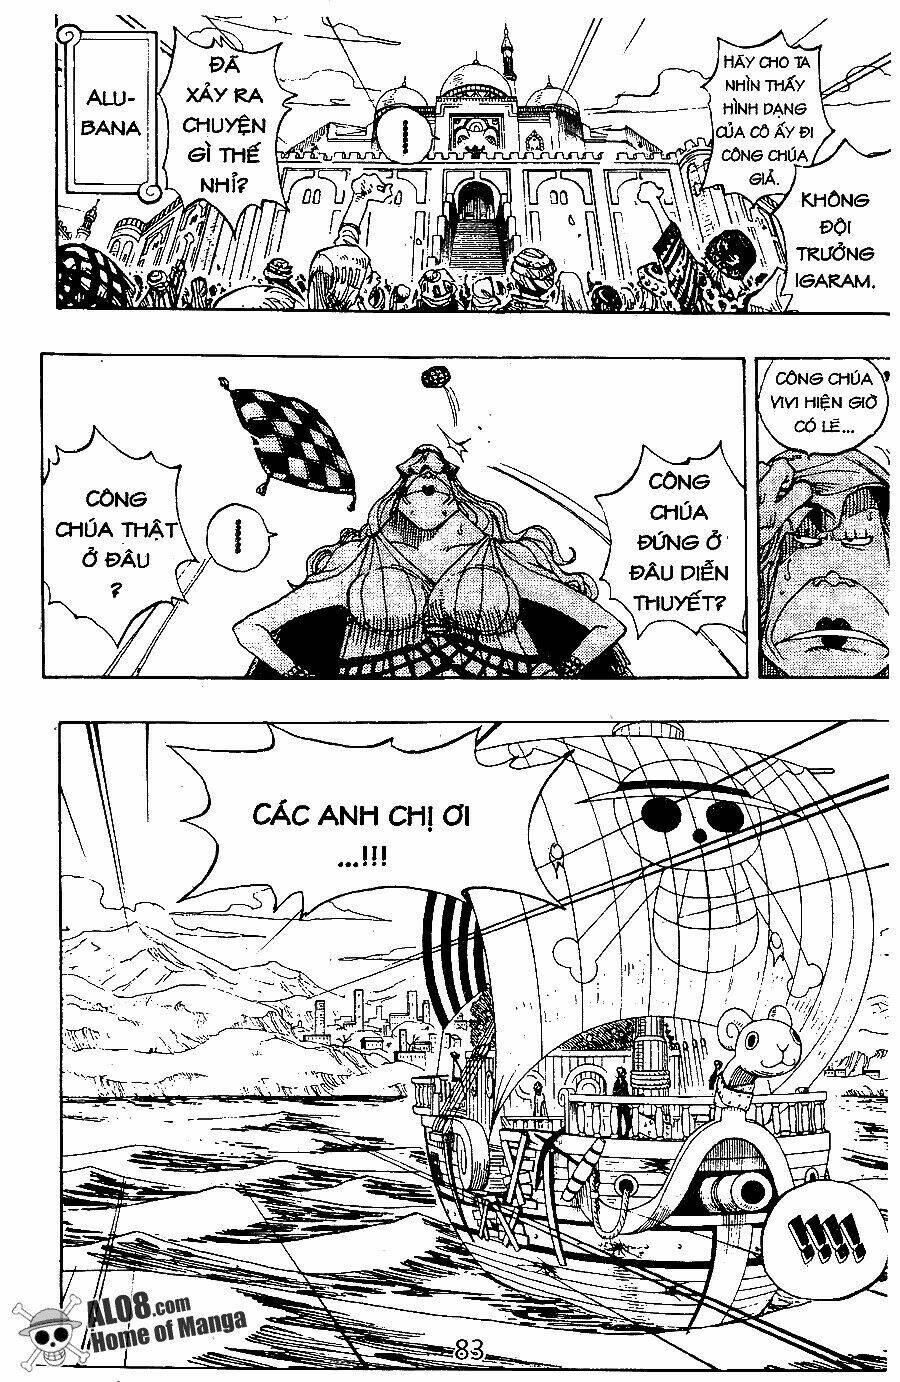 HÃY CHO TA
NHÌN THẤY
HÌNH DẠNG
CỦA CÔ ẤY ĐI
CÔNG CHÚA
GIẢ.
KHÔNG
ĐỘI
TRƯỞNG
IGARAM.
ĐÃ
XẢY RA
CHUYỆN
GÌ THẾ
NHỈ?
ALU-
BANA
CÔNG CHÚA
VIVI HIỆN GIỜ
CÓ LẼ...
CÔNG
CHÚA
ĐỨNG Ở
ĐÂU DIỄN
THUYẾT?
CÔNG
CHÚA THẬT
Ở ĐÂU
?
CÁC ANH CHỊ ƠI
...!!!
!!!!
AL08.com
Home of Manga
83